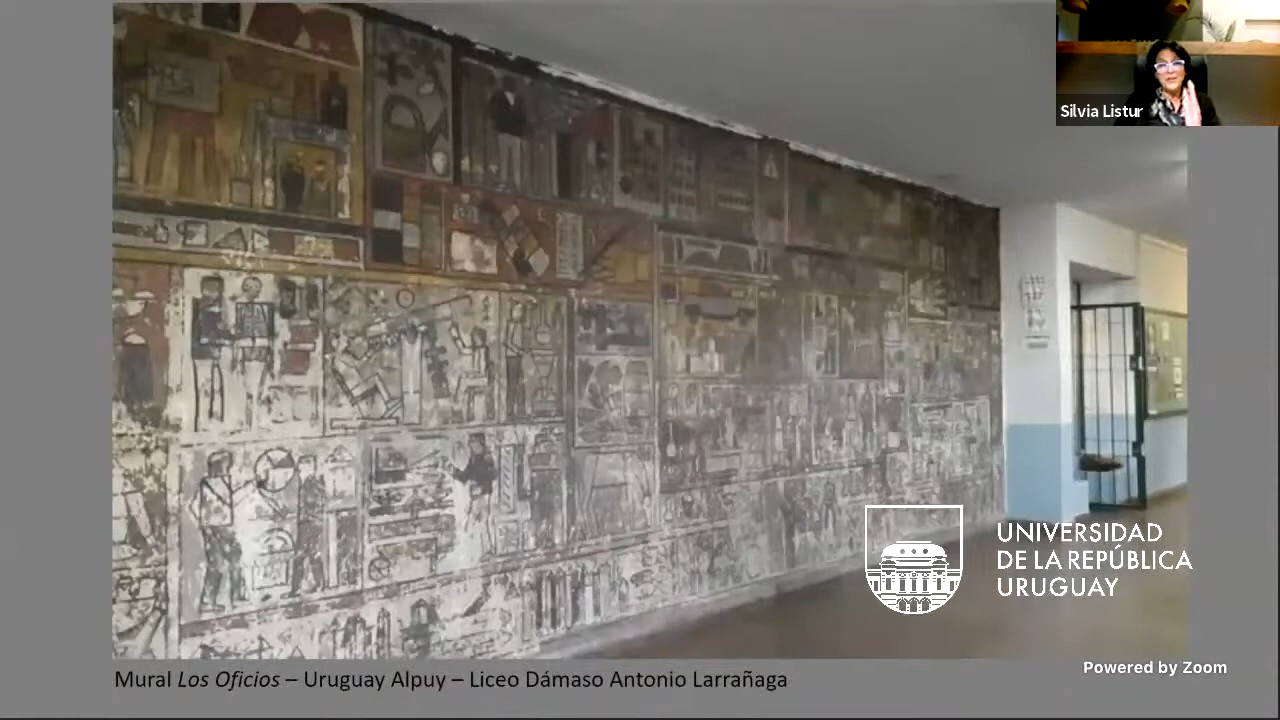 Silvia Listur
UNIVERSIDAD
DE LA REPÚBLICA
URUGUAY
Powered by Zoom
Mural Los Oficios – Uruguay Alpuy – Liceo Dámaso Antonio Larrañaga